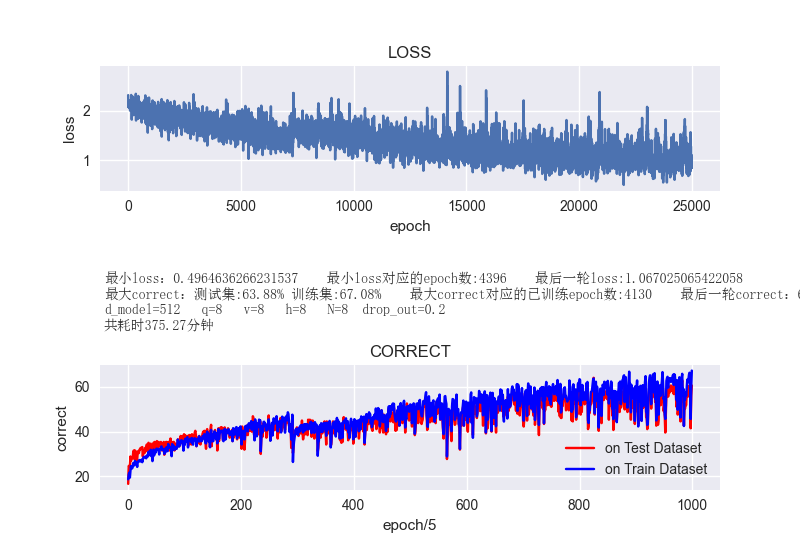 LOSS
2
1
loss
0 5000 10000 15000 20000 25000
epoch
最小loss：0.4964636266231537 最小loss对应的epoch数:4396 最后一轮loss:1.067025065422058
最大correct：测试集:63.88% 训练集:67.08% 最大correct对应的已训练epoch数:4130 最后一轮correct：6
d_model=512 q=8 v=8 h=8 N=8 drop_out=0.2
共耗时375.27分钟
CORRECT
60
40
20
correct
on Test Dataset
on Train Dataset
0 200 400 600 800 1000
epoch/5